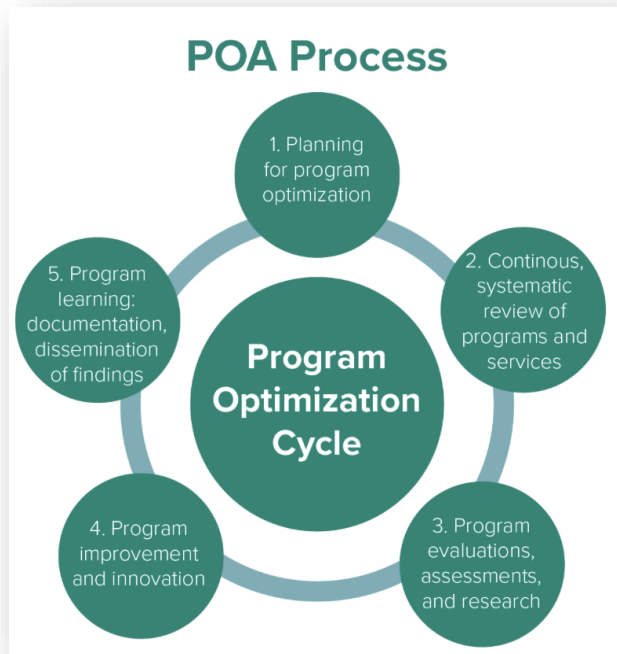 POA Process
1. Planning
for program
optimization
2. Continous,
systematic
review of
programs and
services
3. Program
evaluations,
assessments,
and research
4. Program
improvement
and innovation
5. Program
learning:
documentation,
dissemination
of findings
Program
Optimization
Cycle